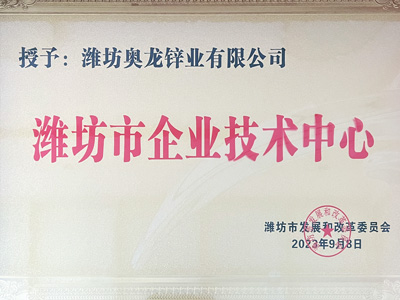 授予：潍坊奥龙锌业有限公司
潍坊市企业技术中心
潍坊市发展和改革委员会
2023年9月8日